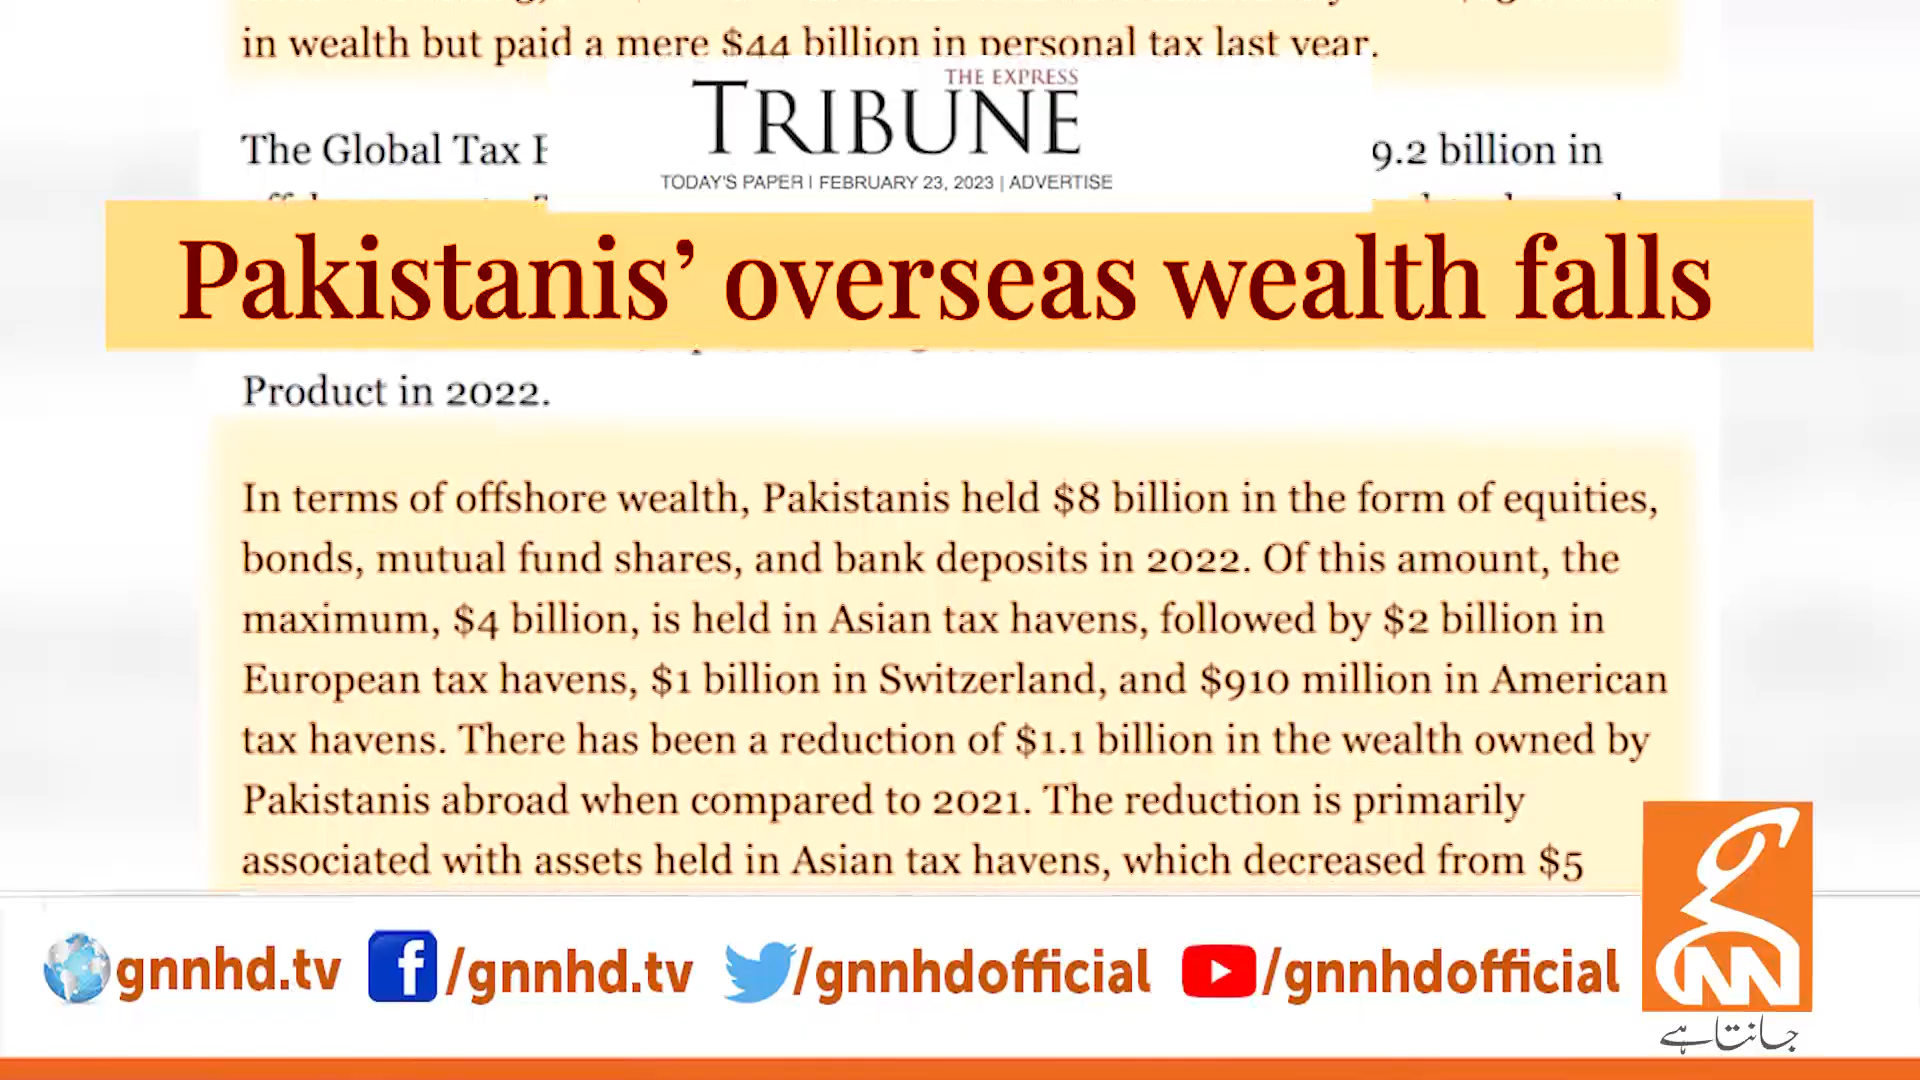 in wealth but paid a mere $44 billion in personal tax last year.
THE EXPRESS
TRIBUNE
TODAY'S PAPER | FEBRUARY 23, 2023 | ADVERTISE
The Global Tax
9.2 billion in
Pakistanis’ overseas wealth falls
Product in 2022.
In terms of offshore wealth, Pakistanis held $8 billion in the form of equities,
bonds, mutual fund shares, and bank deposits in 2022. Of this amount, the
maximum, $4 billion, is held in Asian tax havens, followed by $2 billion in
European tax havens, $1 billion in Switzerland, and $910 million in American
tax havens. There has been a reduction of $1.1 billion in the wealth owned by
Pakistanis abroad when compared to 2021. The reduction is primarily
associated with assets held in Asian tax havens, which decreased from $5
gnnhd.tv /gnnhd.tv /gnnhdofficial /gnnhdofficial
GNN
جانتا ہے